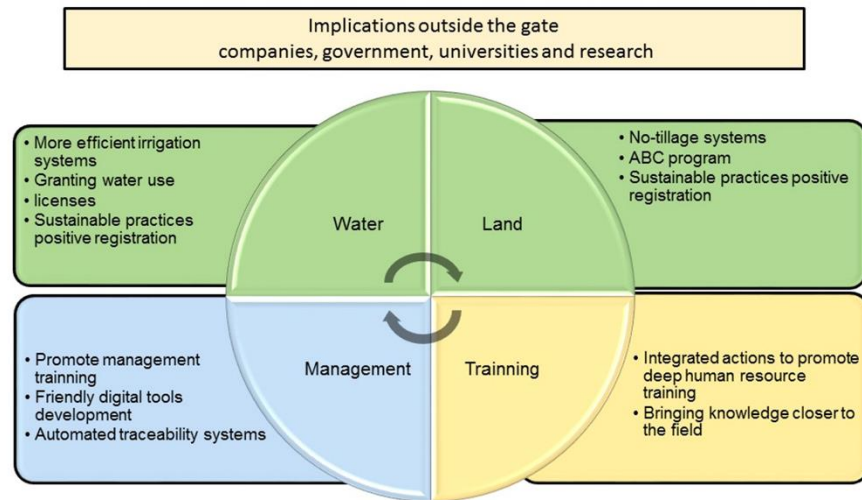 Implications outside the gate
companies, government, universities and research
• More efficient irrigation
systems
• Granting water use
• licenses
• Sustainable practices
positive registration
• No-tillage systems
• ABC program
• Sustainable practices positive
registration
Water
Land
Management
Trainning
• Promote management
trainning
• Friendly digital tools
development
• Automated traceability systems
• Integrated actions to promote
deep human resource
training
• Bringing knowledge closer to
the field